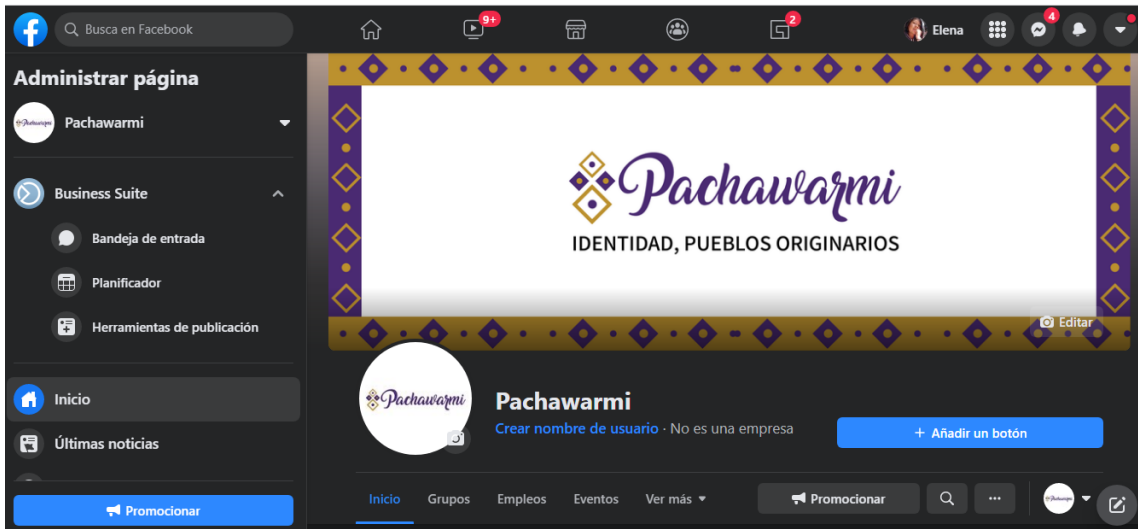 Busca en Facebook
9+
2
Elena
4
Administrar página
Pachawarmi
Pachawarmi
Business Suite
Bandeja de entrada
Planificador
Herramientas de publicación
Inicio
Últimas noticias
Promocionar
Pachawarmi
IDENTIDAD, PUEBLOS ORIGINARIOS
Editar
Pachawarmi
Pachawarmi
Crear nombre de usuario · No es una empresa
+ Añadir un botón
Inicio Grupos Empleos Eventos Ver más Promocionar ...
Pachawarmi